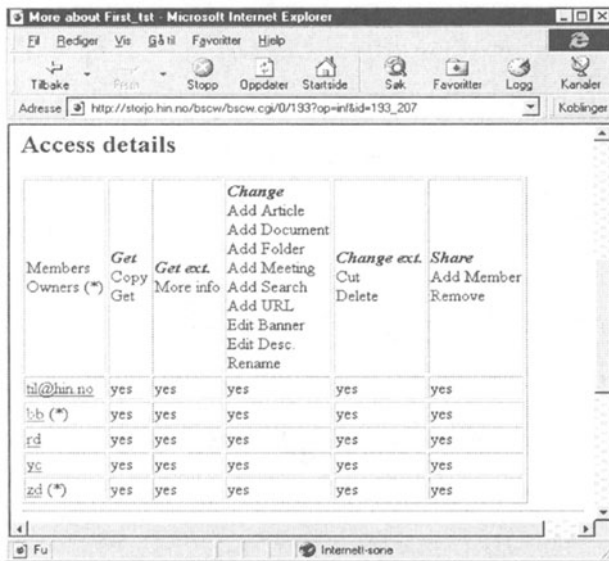 More about First_tst - Microsoft Internet Explorer
Fil Rediger Vis Gå til Favoritter Hjelp
Tilbake Frem Stopp Oppdater Startside Søk Favoritter Logg Kanaler
Adresse http://storjo.hin.no/bscw/bscw.cgi/0/193?op=inf&id=193_207 Koblinger
Access details
Members
Owners (*)
Get
Copy
Get
Get ext.
More info
Change
Add Article
Add Document
Add Folder
Add Meeting
Add Search
Add URL
Edit Banner
Edit Desc.
Rename
Change ext.
Cut
Delete
Share
Add Member
Remove
til@hin.no yes yes yes yes yes
bb (*) yes yes yes yes yes
rd yes yes yes yes yes
yc yes yes yes yes yes
zd (*) yes yes yes yes yes
Fu Internett-sone